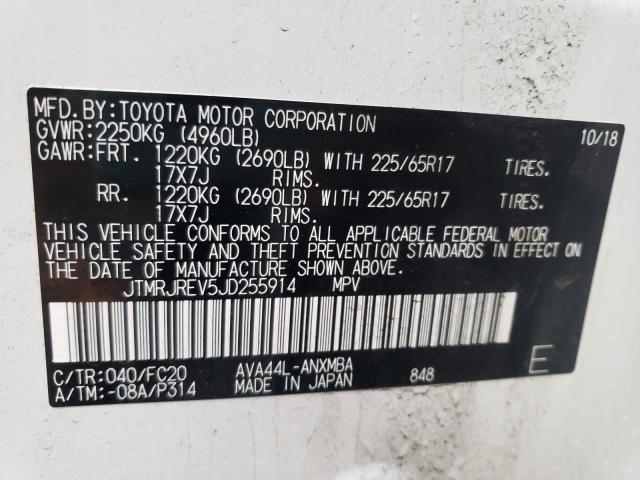 MFD.BY:TOYOTA MOTOR CORPORATION 10/18
GVWR:2250KG (4960LB)
GAWR:FRT. 1220KG (2690LB) WITH 225/65R17 TIRES.
17X7J RIMS.
RR. 1220KG (2690LB) WITH 225/65R17 TIRES.
17X7J RIMS.
THIS VEHICLE CONFORMS TO ALL APPLICABLE FEDERAL MOTOR
VEHICLE SAFETY AND THEFT PREVENTION STANDARDS IN EFFECT ON
THE DATE OF MANUFACTURE SHOWN ABOVE.
JTMRJREV5JD255914 MPV
C/TR:040/FC20 AVA44L-ANXMBA 848 E
A/TM:-08A/P314 MADE IN JAPAN